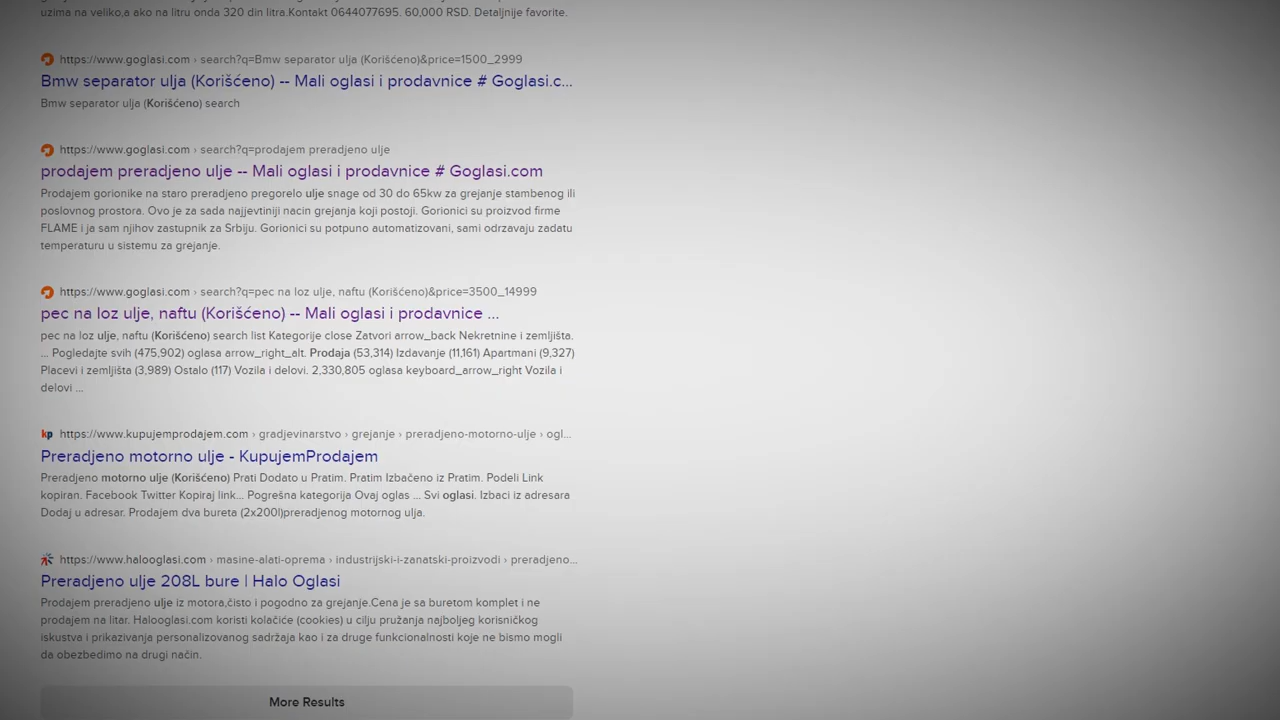 uzima na veliko,a ako na litru onda 320 din litra.Kontakt 0644077695. 60,000 RSD. Detaljnije favorite.
https://www.goglasi.com › search?q=Bmw separator ulja (Korišćeno)&price=1500_2999
Bmw separator ulja (Korišćeno) -- Mali oglasi i prodavnice # Goglasi.c...
Bmw separator ulja (Korišćeno) search
https://www.goglasi.com › search?q=prodajem preradjeno ulje
prodajem preradjeno ulje -- Mali oglasi i prodavnice # Goglasi.com
Prodajem gorionike na staro preradjeno pregorelo ulje snage od 30 do 65kw za grejanje stambenog ili
poslovnog prostora. Ovo je za sada najjevtiniji nacin grejanja koji postoji. Gorionici su proizvod firme
FLAME i ja sam njihov zastupnik za Srbiju. Gorionici su potpuno automatizovani, sami odrzavaju zadatu
temperaturu u sistemu za grejanje.
https://www.goglasi.com › search?q=pec na loz ulje, naftu (Korišćeno)&price=3500_14999
pec na loz ulje, naftu (Korišćeno) -- Mali oglasi i prodavnice ...
pec na loz ulje, naftu (Korišćeno) search list Kategorije close Zatvori arrow_back Nekretnine i zemljišta.
... Pogledajte svih (475,902) oglasa arrow_right_alt. Prodaja (53,314) Izdavanje (11,161) Apartmani (9,327)
Placevi i zemljišta (3,989) Ostalo (117) Vozila i delovi. 2,330,805 oglasa keyboard_arrow_right Vozila i
delovi ...
kp https://www.kupujemprodajem.com › gradjevinarstvo › grejanje › preradjeno-motorno-ulje › ogl...
Preradjeno motorno ulje - KupujemProdajem
Preradjeno motorno ulje (Korišćeno) Prati Dodato u Pratim. Pratim Izbačeno iz Pratim. Podeli Link
kopiran. Facebook Twitter Kopiraj link... Pogrešna kategorija Ovaj oglas ... Svi oglasi. Izbaci iz adresara
Dodaj u adresar. Prodajem dva bureta (2x200l)preradjenog motornog ulja.
https://www.halooglasi.com › masine-alati-oprema › industrijski-i-zanatski-proizvodi › preradjeno...
Preradjeno ulje 208L bure | Halo Oglasi
Prodajem preradjeno ulje iz motora,čisto i pogodno za grejanje.Cena je sa buretom komplet i ne
prodajem na litar. Halooglasi.com koristi kolačiće (cookies) u cilju pružanja najboljeg korisničkog
iskustva i prikazivanja personalizovanog sadržaja kao i za druge funkcionalnosti koje ne bismo mogli
da obezbedimo na drugi način.
More Results